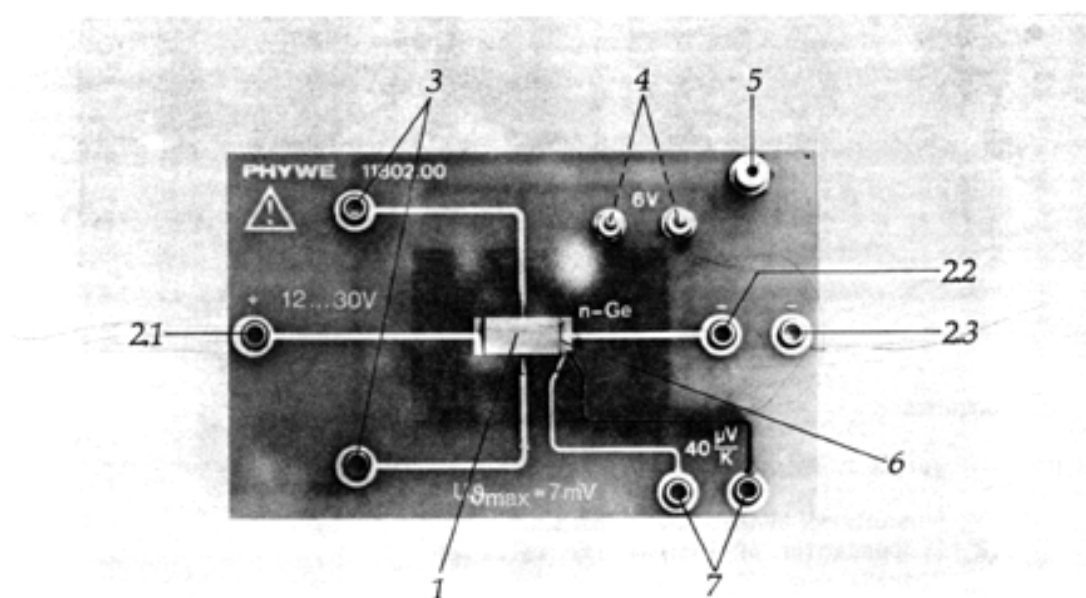 3 4 5
PHYWE 11802.00
6V
22
+ 12...30V
n-Ge
- -
21
23
40 µV/K
6
Uϑmax = 7mV
1
7